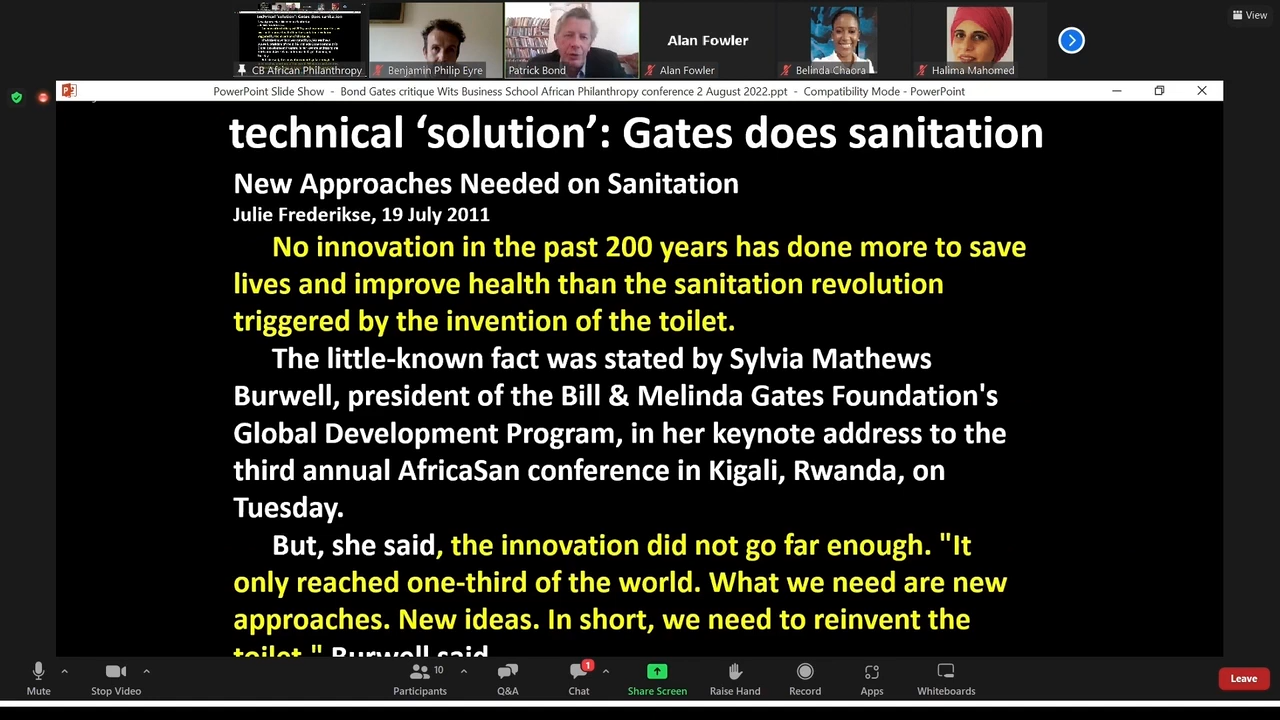 technical 'solution': Gates does sanitation
View
CB African Philanthropy
Benjamin Philip Eyre
Patrick Bond
Alan Fowler
Alan Fowler
Belinda Chaora
Halima Mahomed
PowerPoint Slide Show - Bond Gates critique Wits Business School African Philanthropy conference 2 August 2022.ppt - Compatibility Mode - PowerPoint
technical ‘solution’: Gates does sanitation
New Approaches Needed on Sanitation
Julie Frederikse, 19 July 2011
No innovation in the past 200 years has done more to save
lives and improve health than the sanitation revolution
triggered by the invention of the toilet.
The little-known fact was stated by Sylvia Mathews
Burwell, president of the Bill & Melinda Gates Foundation's
Global Development Program, in her keynote address to the
third annual AfricaSan conference in Kigali, Rwanda, on
Tuesday.
But, she said, the innovation did not go far enough. "It
only reached one-third of the world. What we need are new
approaches. New ideas. In short, we need to reinvent the
toilet." Burwell said
Mute
Stop Video
10
Participants
Q&A
1
Chat
Share Screen
Raise Hand
Record
Apps
Whiteboards
Leave